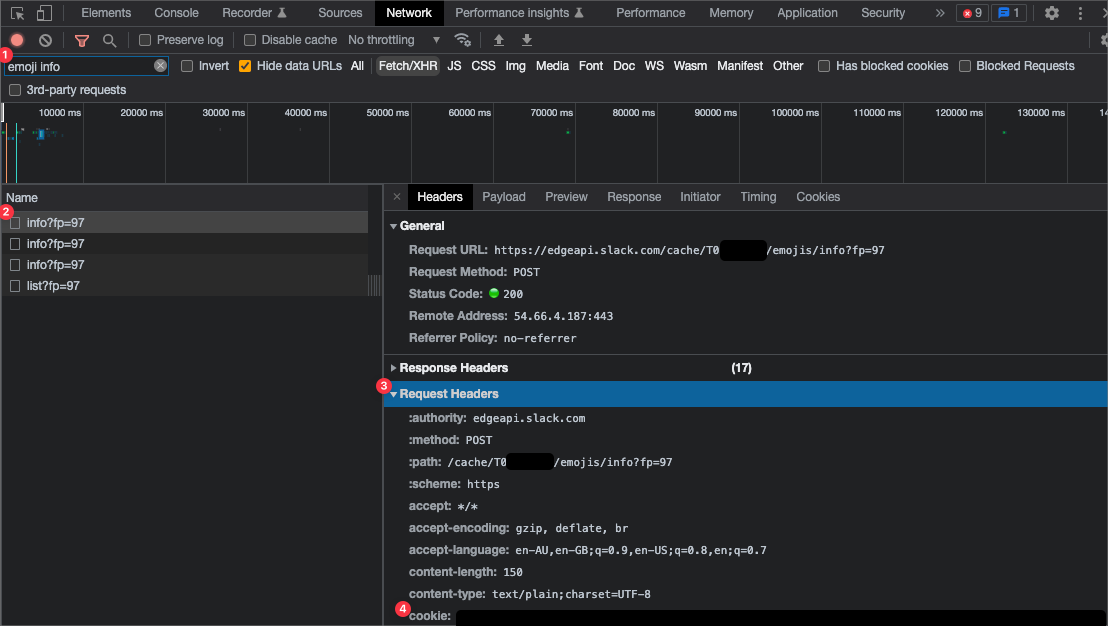 Elements Console Recorder Sources Network Performance insights Performance Memory Application Security » 9 1
Preserve log Disable cache No throttling
1
emoji info Invert Hide data URLs All Fetch/XHR JS CSS Img Media Font Doc WS Wasm Manifest Other Has blocked cookies Blocked Requests
3rd-party requests
10000 ms 20000 ms 30000 ms 40000 ms 50000 ms 60000 ms 70000 ms 80000 ms 90000 ms 100000 ms 110000 ms 120000 ms 130000 ms 14
Name
2
info?fp=97
info?fp=97
info?fp=97
list?fp=97
× Headers Payload Preview Response Initiator Timing Cookies
General
Request URL: https://edgeapi.slack.com/cache/T0 /emojis/info?fp=97
Request Method: POST
Status Code: 200
Remote Address: 54.66.4.187:443
Referrer Policy: no-referrer
Response Headers (17)
3
Request Headers
:authority: edgeapi.slack.com
:method: POST
:path: /cache/T0 /emojis/info?fp=97
:scheme: https
accept: */*
accept-encoding: gzip, deflate, br
accept-language: en-AU,en-GB;q=0.9,en-US;q=0.8,en;q=0.7
content-length: 150
content-type: text/plain;charset=UTF-8
4
cookie: